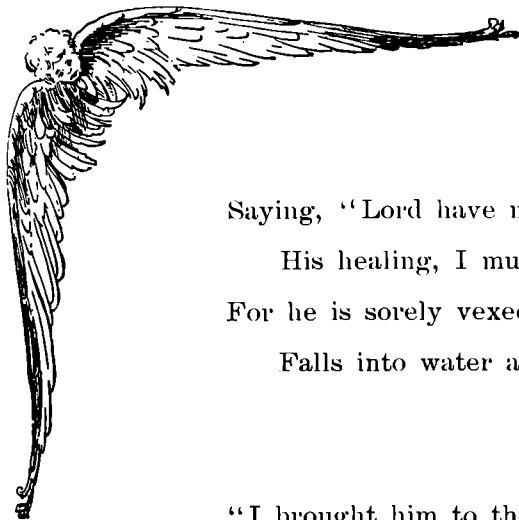 Saying, “Lord have
His healing, I
For he is sorely
Falls into water
“I brought him to